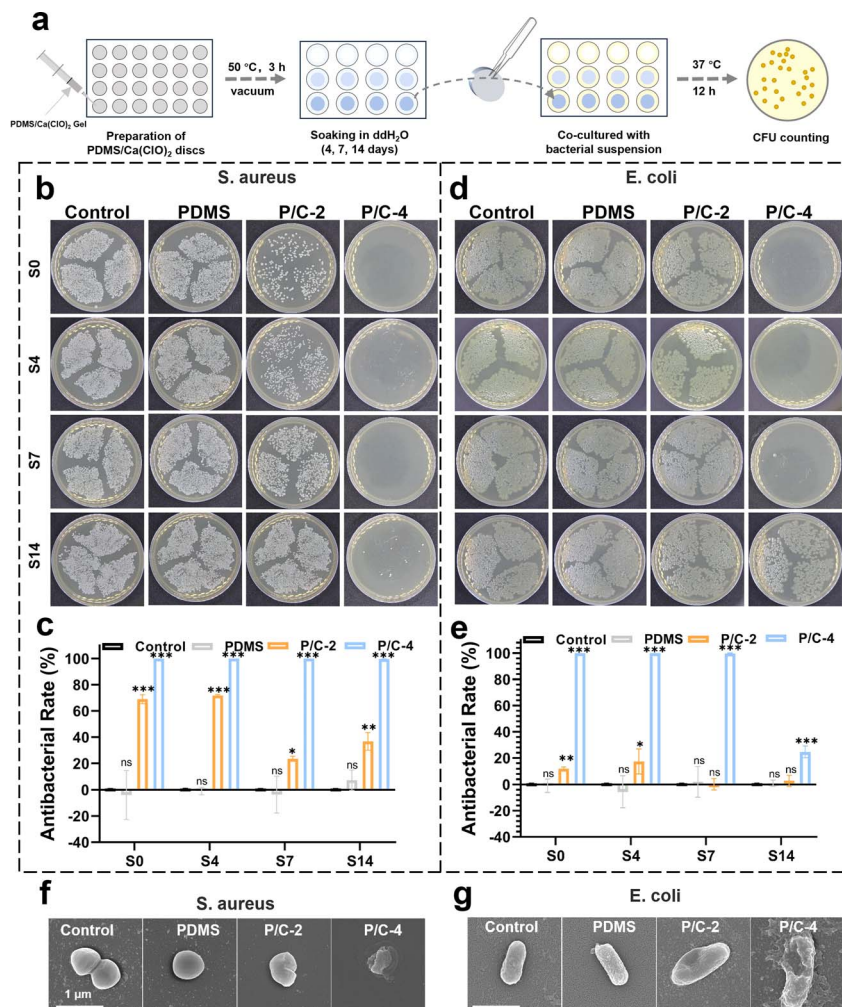 a
50 °C, 3 h
vacuum
37 °C
12 h
PDMS/Ca(ClO)₂ Gel
Preparation of
PDMS/Ca(ClO)₂ discs
Soaking in ddH₂O
(4, 7, 14 days)
Co-cultured with
bacterial suspension
CFU counting
b
S. aureus
Control PDMS P/C-2 P/C-4
S0
S4
S7
S14
d
E. coli
Control PDMS P/C-2 P/C-4
c
Control PDMS P/C-2 P/C-4
Antibacterial Rate (%)
100
80
60
40
20
0
-20
-40
ns *** ***
ns *** ***
ns * ***
ns ** ***
S0 S4 S7 S14
e
Control PDMS P/C-2 P/C-4
Antibacterial Rate (%)
100
80
60
40
20
0
-20
-40
ns ** ***
ns * ***
ns ns ***
ns ns ***
S0 S4 S7 S14
f
S. aureus
Control PDMS P/C-2 P/C-4
1 μm
g
E. coli
Control PDMS P/C-2 P/C-4